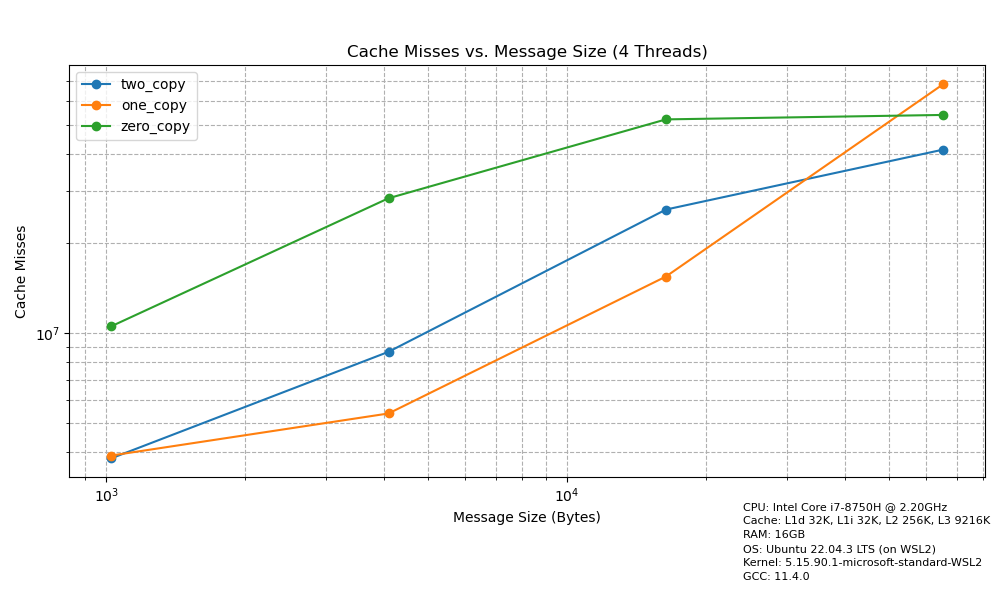 Cache Misses vs. Message Size (4 Threads)
two_copy
one_copy
zero_copy
Cache Misses
10^7
10^3
10^4
Message Size (Bytes)
CPU: Intel Core i7-8750H @ 2.20GHz
Cache: L1d 32K, L1i 32K, L2 256K, L3 9216K
RAM: 16GB
OS: Ubuntu 22.04.3 LTS (on WSL2)
Kernel: 5.15.90.1-microsoft-standard-WSL2
GCC: 11.4.0